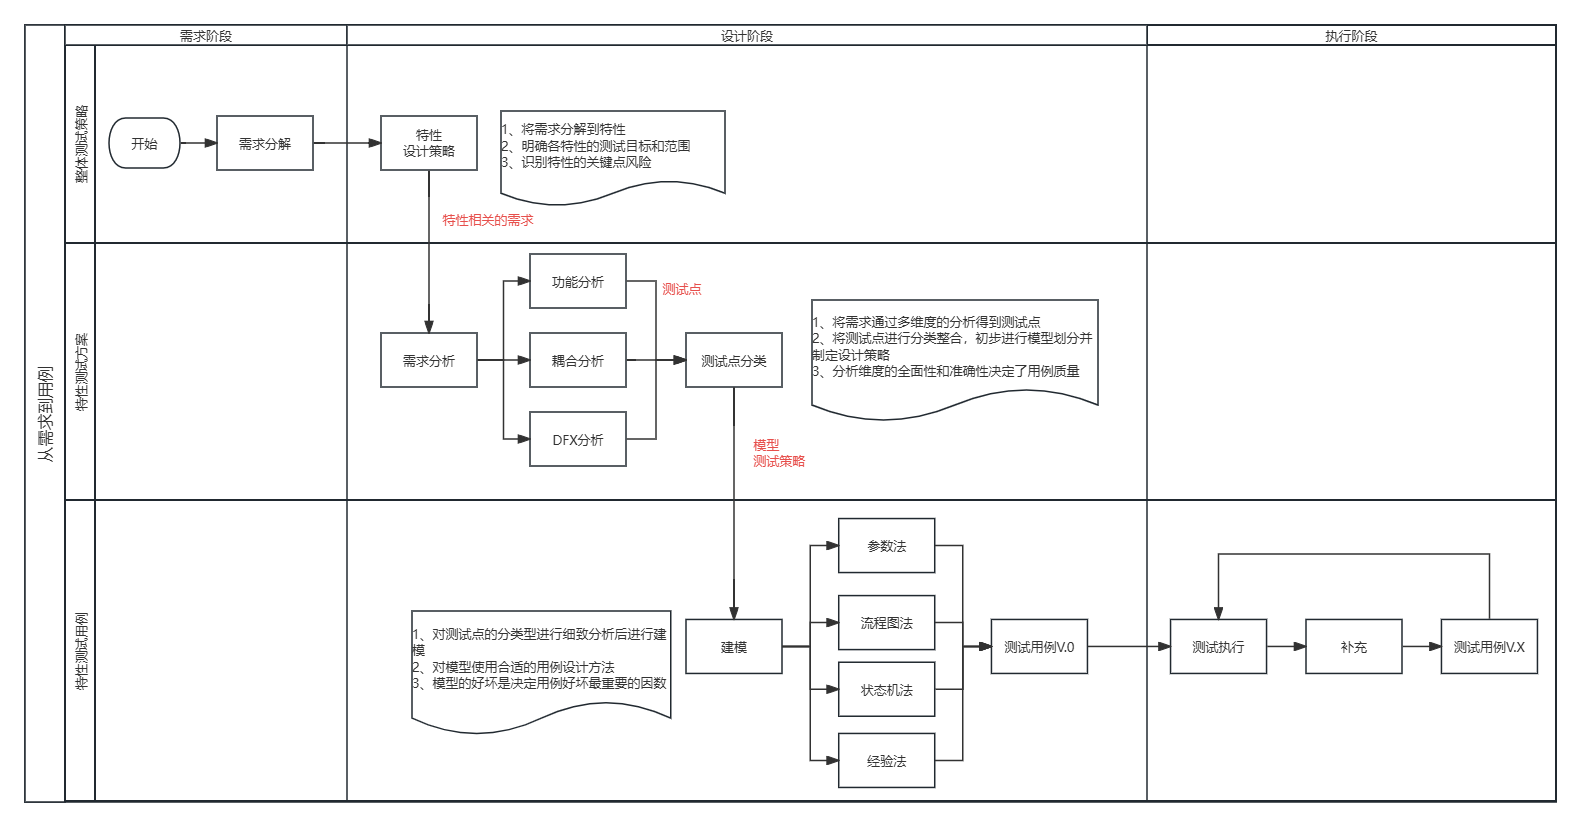 从需求到用例
需求阶段
设计阶段
执行阶段
整体测试策略
开始
需求分解
特性
设计策略
1、将需求分解到特性
2、明确各特性的测试目标和范围
3、识别特性的关键点风险
特性相关的需求
特性测试方案
需求分析
功能分析
耦合分析
DFX分析
测试点
测试点分类
1、将需求通过多维度的分析得到测试点
2、将测试点进行分类整合，初步进行模型划分并
制定设计策略
3、分析维度的全面性和准确性决定了用例质量
模型
测试策略
特性测试用例
1、对测试点的分类型进行细致分析后进行建
模
2、对模型使用合适的用例设计方法
3、模型的好坏是决定用例好坏最重要的因数
建模
参数法
流程图法
状态机法
经验法
测试用例V.0
测试执行
补充
测试用例V.X